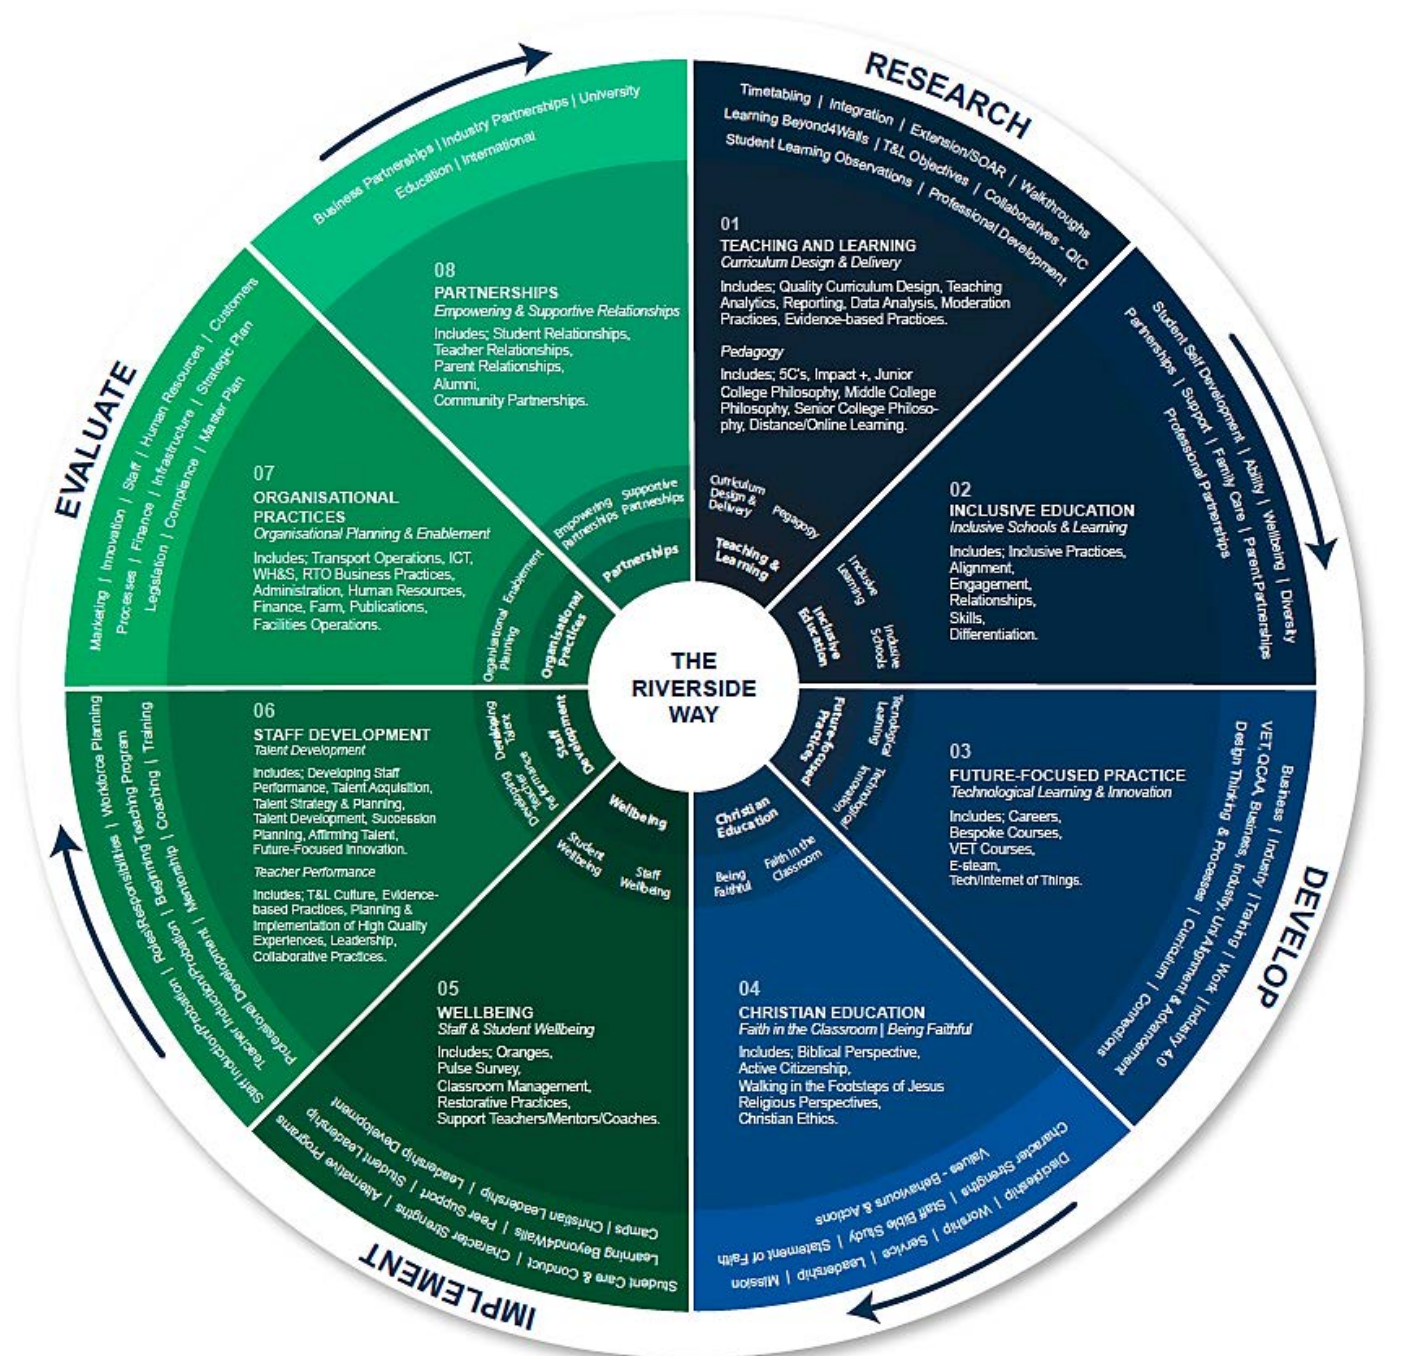 RESEARCH
DEVELOP
IMPLEMENT
EVALUATE
THE
RIVERSIDE
WAY
Timetabling | Integration | Extension/SOAR | Walkthroughs
Learning Beyond4Walls | T&L Objectives | Collaboratives - QIC
Student Learning Observations | Professional Development
01
TEACHING AND LEARNING
Curriculum Design & Delivery
Includes; Quality Curriculum Design, Teaching
Analytics, Reporting, Data Analysis, Moderation
Practices, Evidence-based Practices.
Pedagogy
Includes; 5C's, Impact +, Junior
College Philosophy, Middle College
Philosophy, Senior College Philoso-
phy, Distance/Online Learning.
Curriculum
Design &
Delivery
Pegagogy
Teaching &
Learning
Student Self Development | Ability | Wellbeing | Diversity
Partnerships | Support | Family Care | Parent Partnerships
Professional Partnerships
02
INCLUSIVE EDUCATION
Inclusive Schools & Learning
Includes; Inclusive Practices,
Alignment,
Engagement,
Relationships,
Skills,
Differentiation.
Inclusive
Learning
Inclusive
Schools
Inclusive
Education
Business | Industry | Training | Work | Industry 4.0
VET, QCAA, Business, Industry, Uni Alignment & Advancement
Design Thinking & Processes | Curriculum | Connections
03
FUTURE-FOCUSED PRACTICE
Technological Learning & Innovation
Includes; Careers,
Bespoke Courses,
VET Courses,
E-steam,
Tech/Internet of Things.
Tecnological
Learning
Technological
Innovation
Future-focused
Practices
04
CHRISTIAN EDUCATION
Faith in the Classroom | Being Faithful
Includes; Biblical Perspective,
Active Citizenship,
Walking in the Footsteps of Jesus
Religious Perspectives,
Christian Ethics.
Christian
Education
Being
Faithful
Faith in the
Classroom
Values - Behaviours & Actions
Character Strengths | Staff Bible Study | Statement of Faith
Discipleship | Worship | Service | Leadership | Mission
05
WELLBEING
Staff & Student Wellbeing
Includes; Oranges,
Pulse Survey,
Classroom Management,
Restorative Practices,
Support Teachers/Mentors/Coaches.
Wellbeing
Student
Wellbeing
Staff
Wellbeing
Camps | Christian Leadership | Leadership Development
Learning Beyond4Walls | Peer Support | Student Leadership
Student Care & Conduct | Character Strengths | Alternative Programs
06
STAFF DEVELOPMENT
Talent Development
Includes; Developing Staff
Performance, Talent Acquisition,
Talent Strategy & Planning,
Talent Development, Succession
Planning, Affirming Talent,
Future-Focused Innovation.
Teacher Performance
Includes; T&L Culture, Evidence-
based Practices, Planning &
Implementation of High Quality
Experiences, Leadership,
Collaborative Practices.
Staff
Development
Talent
Developing
Teacher
Performance
Staff Induction/Probation | Roles/Responsibilities | Workforce Planning
Teacher Induction/Probation | Beginning Teaching Program
Professional Development | Mentorship | Coaching | Training
07
ORGANISATIONAL
PRACTICES
Organisational Planning & Enablement
Includes; Transport Operations, ICT,
WH&S, RTO Business Practices,
Administration, Human Resources,
Finance, Farm, Publications,
Facilities Operations.
Organisational Enablement
Planning
Organisational
Practices
Marketing | Innovation | Staff | Human Resources | Customers
Processes | Finance | Infrastructure | Strategic Plan
Legislation | Compliance | Master Plan
Business Partnerships | Industry Partnerships | University
Education | International
08
PARTNERSHIPS
Empowering & Supportive Relationships
Includes; Student Relationships,
Teacher Relationships,
Parent Relationships,
Alumni,
Community Partnerships.
Empowering
Partnerships
Supportive
Partnerships
Partnerships